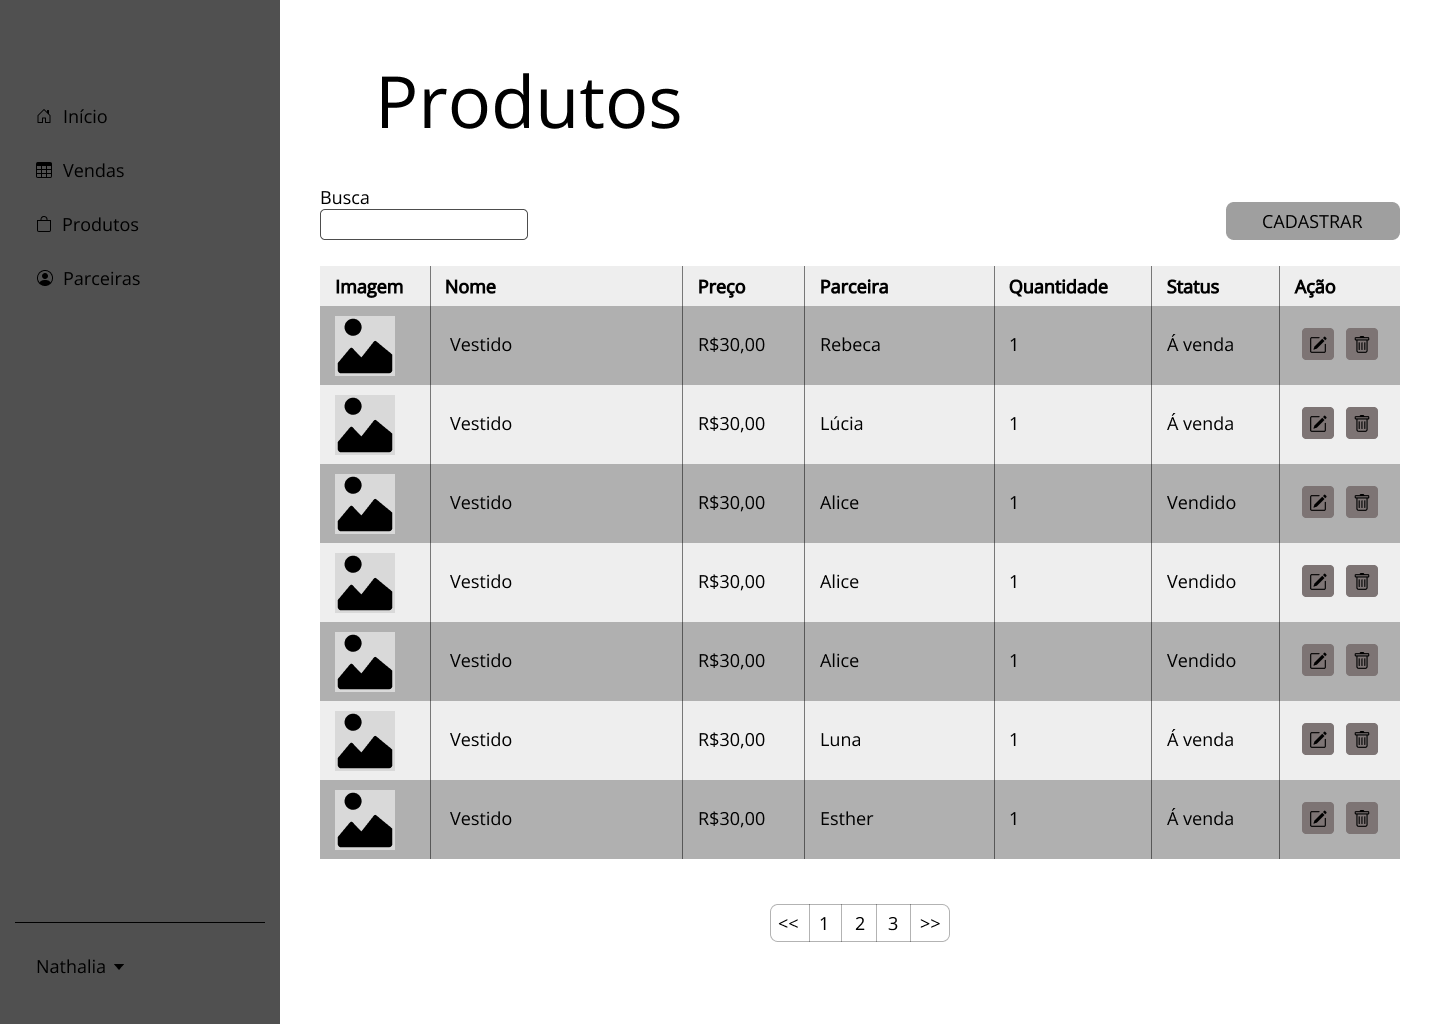 Início
Vendas
Produtos
Parceiras
Nathalia
Produtos
Busca
CADASTRAR
Imagem Nome Preço Parceira Quantidade Status Ação
Vestido R$30,00 Rebeca 1 Á venda
Vestido R$30,00 Lúcia 1 Á venda
Vestido R$30,00 Alice 1 Vendido
Vestido R$30,00 Alice 1 Vendido
Vestido R$30,00 Alice 1 Vendido
Vestido R$30,00 Luna 1 Á venda
Vestido R$30,00 Esther 1 Á venda
<< 1 2 3 >>